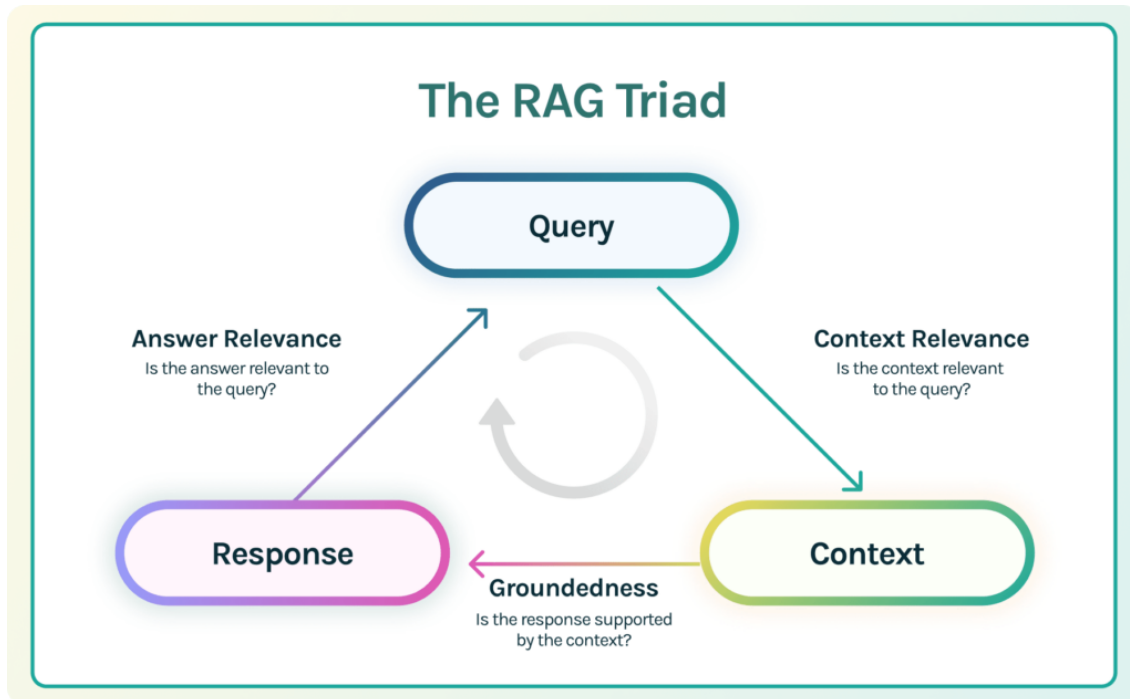 The RAG Triad
Query
Answer Relevance
Is the answer relevant to
the query?
Context Relevance
Is the context relevant
to the query?
Response
Context
Groundedness
Is the response supported
by the context?